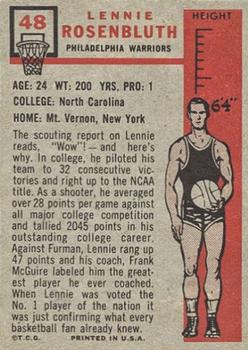 48
LENNIE
ROSENBLUTH
PHILADELPHIA WARRIORS
HEIGHT
6'4"
AGE: 24 WT: 200 YRS. PRO: 1
COLLEGE: North Carolina
HOME: Mt. Vernon, New York
The scouting report on Lennie
reads, "Wow"! — and here's
why. In college, he piloted his
team to 32 consecutive
victories and right up to the NCAA
title. As a shooter, he averaged
over 28 points per game against
all major college competition
and tallied 2045 points in
his outstanding college career.
Against Furman, Lennie rang up
47 points and his coach, Frank
McGuire labeled him the great-
est player he ever coached.
When Lennie was voted the
No. 1 player of the nation it
was just confirming what every
basketball fan already knew.
©T.C.G. PRINTED IN U.S.A.